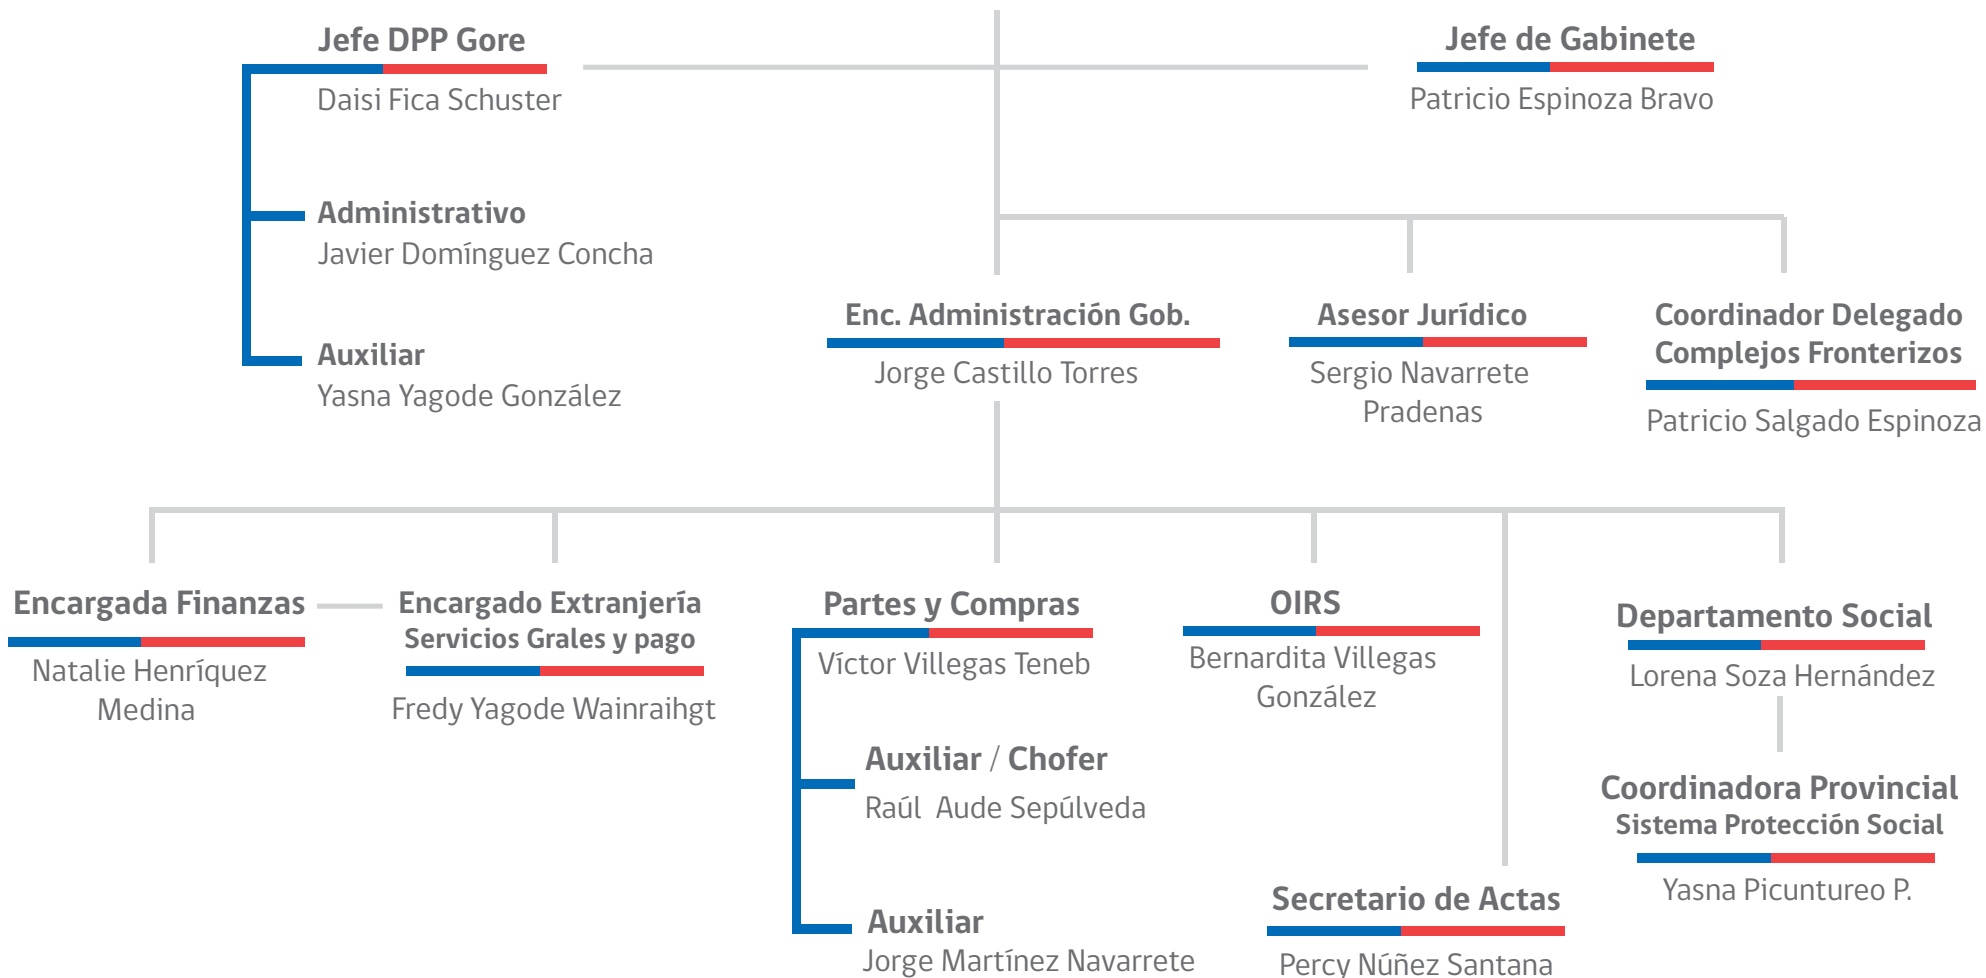 Jefe DPP Gore
Daisi Fica Schuster
Administrativo
Javier Domínguez Concha
Auxiliar
Yasna Yagode González
Jefe de Gabinete
Patricio Espinoza Bravo
Enc. Administración Gob.
Jorge Castillo Torres
Asesor Jurídico
Sergio Navarrete
Pradenas
Coordinador Delegado
Complejos Fronterizos
Patricio Salgado Espinoza
Encargada Finanzas
Natalie Henríquez
Medina
Encargado Extranjería
Servicios Grales y pago
Fredy Yagode Wainraihgt
Partes y Compras
Víctor Villegas Teneb
Auxiliar / Chofer
Raúl  Aude Sepúlveda
Auxiliar
Jorge Martínez Navarrete
OIRS
Bernardita Villegas
González
Secretario de Actas
Percy Núñez Santana
Departamento Social
Lorena Soza Hernández
Coordinadora Provincial
Sistema Protección Social
Yasna Picuntureo P.